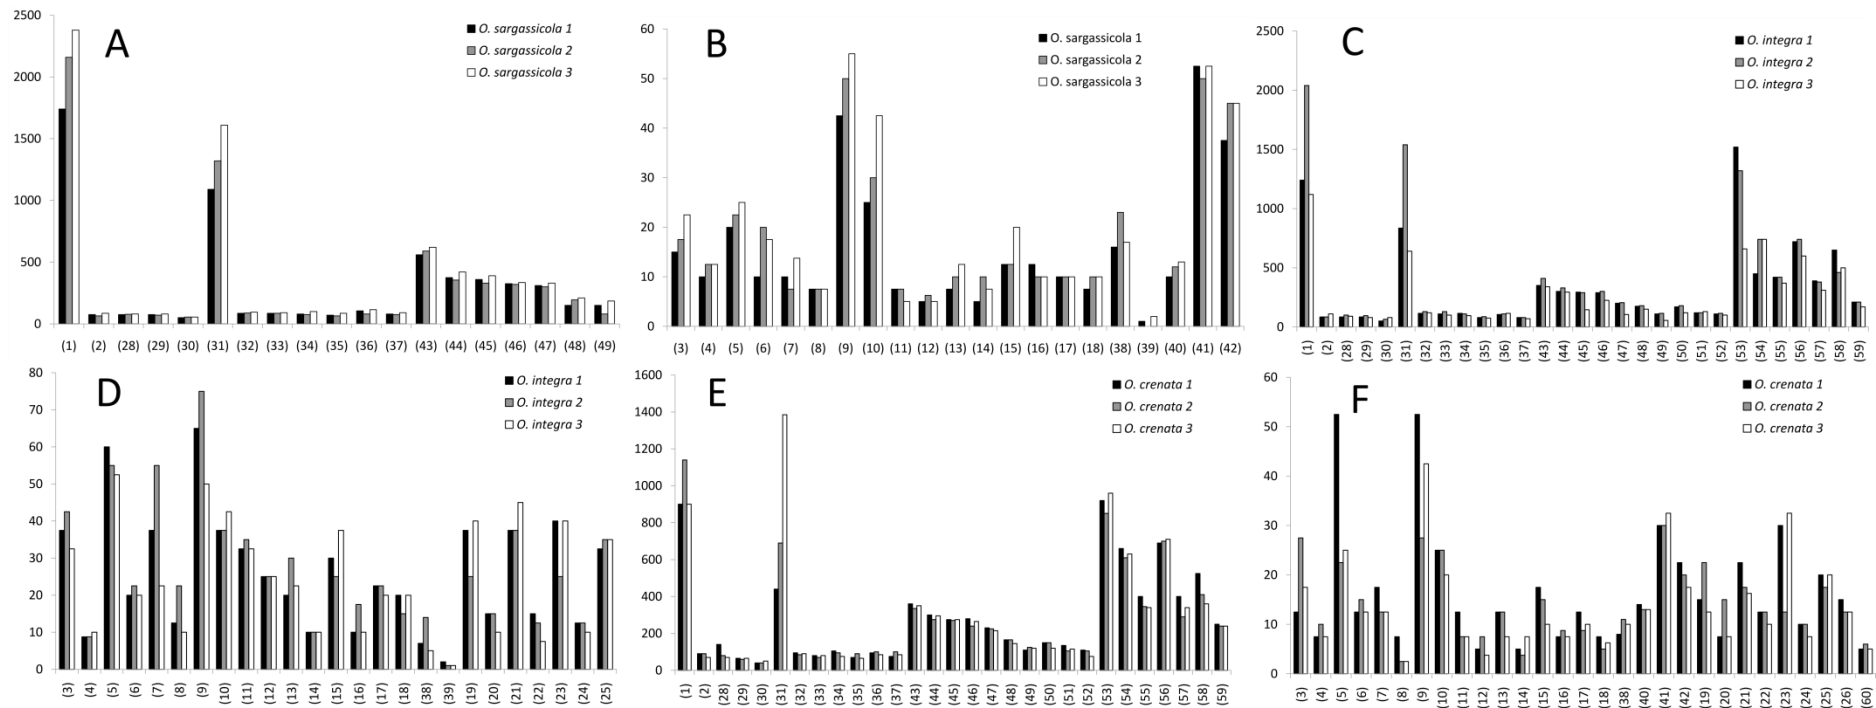 A
2500
2000
1500
1000
500
0
O. sargassicola 1
O. sargassicola 2
O. sargassicola 3
(1) (2) (28) (29) (30) (31) (32) (33) (34) (35) (36) (37) (43) (44) (45) (46) (47) (48) (49)
B
60
50
40
30
20
10
0
O. sargassicola 1
O. sargassicola 2
O. sargassicola 3
(3) (4) (5) (6) (7) (8) (9) (10) (11) (12) (13) (14) (15) (16) (17) (18) (38) (39) (40) (41) (42)
C
2500
2000
1500
1000
500
0
O. integra 1
O. integra 2
O. integra 3
(1) (2) (28) (29) (30) (31) (32) (33) (34) (35) (36) (37) (43) (44) (45) (46) (47) (48) (49) (50) (51) (52) (53) (54) (55) (56) (57) (58) (59)
D
80
70
60
50
40
30
20
10
0
O. integra 1
O. integra 2
O. integra 3
(3) (4) (5) (6) (7) (8) (9) (10) (11) (12) (13) (14) (15) (16) (17) (18) (38) (39) (19) (20) (21) (22) (23) (24) (25)
E
1600
1400
1200
1000
800
600
400
200
0
O. crenata 1
O. crenata 2
O. crenata 3
(1) (2) (28) (29) (30) (31) (32) (33) (34) (35) (36) (37) (43) (44) (45) (46) (47) (48) (49) (50) (51) (52) (53) (54) (55) (56) (57) (58) (59)
F
60
50
40
30
20
10
0
O. crenata 1
O. crenata 2
O. crenata 3
(3) (4) (5) (6) (7) (8) (9) (10) (11) (12) (13) (14) (15) (16) (17) (18) (38) (40) (41) (42) (19) (20) (21) (22) (23) (24) (25) (26) (60)